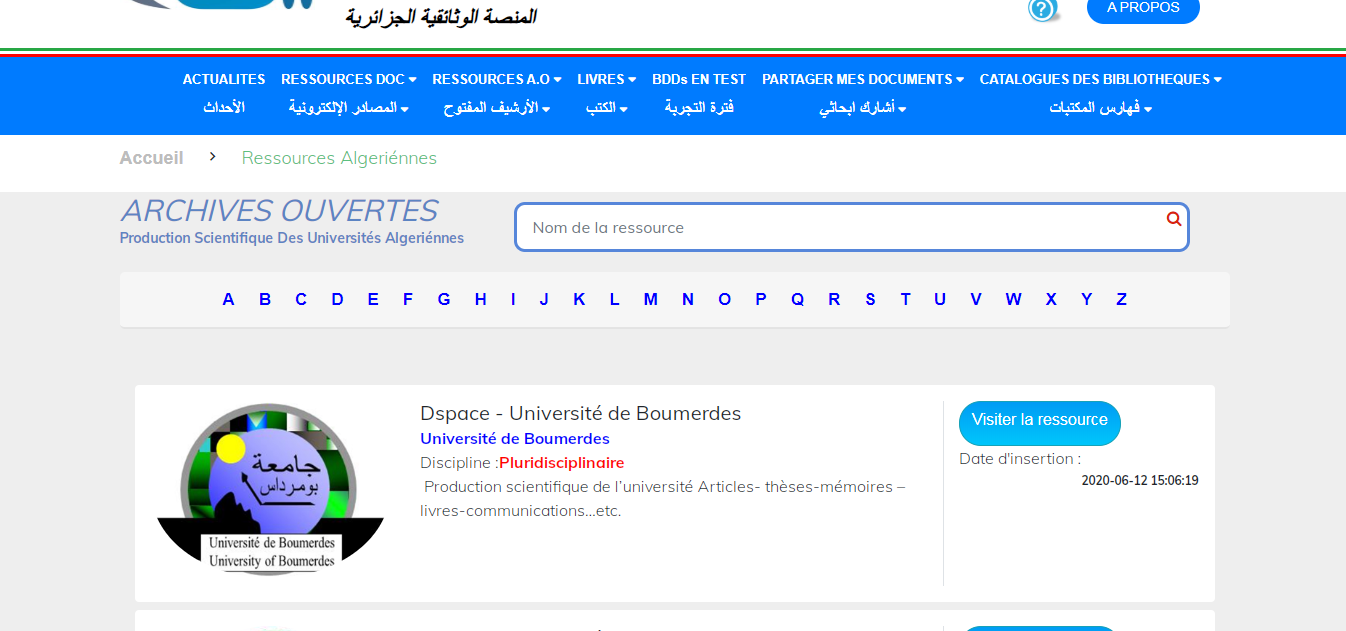 المنصة الوثائقية الجزائرية
?
A PROPOS
ACTUALITES RESSOURCES DOC RESSOURCES A.O LIVRES BDDs EN TEST PARTAGER MES DOCUMENTS CATALOGUES DES BIBLIOTHEQUES
الأحداث المصادر الإلكترونية الأرشيف المفتوح الكتب فترة التجربة أشارك ابحاثي فهارس المكتبات
Accueil > Ressources Algeriénnes
ARCHIVES OUVERTES
Production Scientifique Des Universités Algeriénnes
Nom de la ressource
A B C D E F G H I J K L M N O P Q R S T U V W X Y Z
جامعة
بومرداس
Université de Boumerdes
University of Boumerdes
Dspace - Université de Boumerdes
Université de Boumerdes
Discipline :Pluridisciplinaire
Production scientifique de l’université Articles- thèses-mémoires –
livres-communications...etc.
Visiter la ressource
Date d'insertion :
2020-06-12 15:06:19